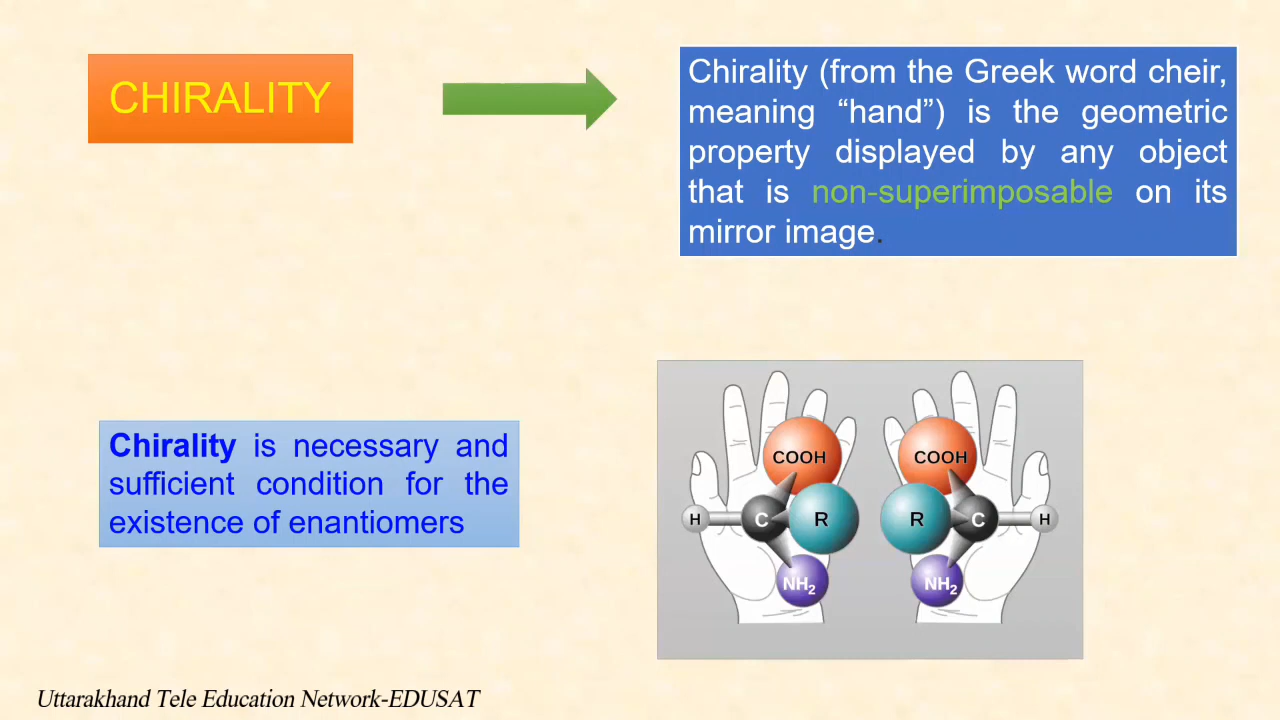 CHIRALITY
Chirality (from the Greek word cheir,
meaning “hand”) is the geometric
property displayed by any object
that is non-superimposable on its
mirror image.
Chirality is necessary and
sufficient condition for the
existence of enantiomers
COOH
COOH
H
C
R
R
C
H
NH₂
NH₂
Uttarakhand Tele Education Network-EDUSAT